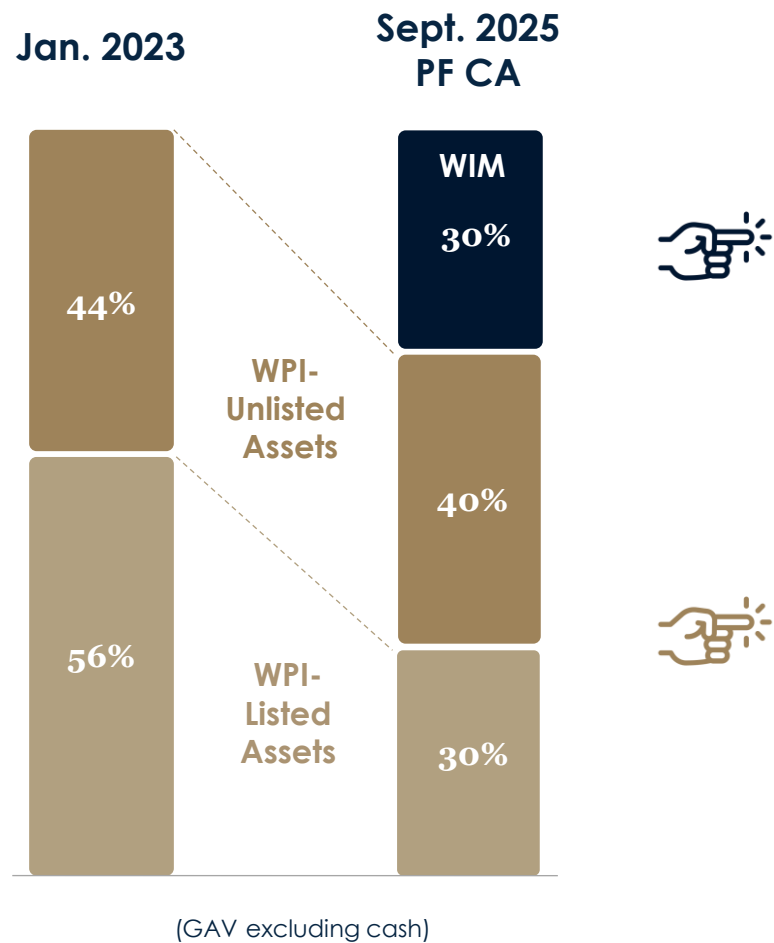 Jan. 2023
Sept. 2025
PF CA
WIM
30%
44%
WPI-
Unlisted
Assets
40%
56%
WPI-
Listed
Assets
30%
(GAV excluding cash)